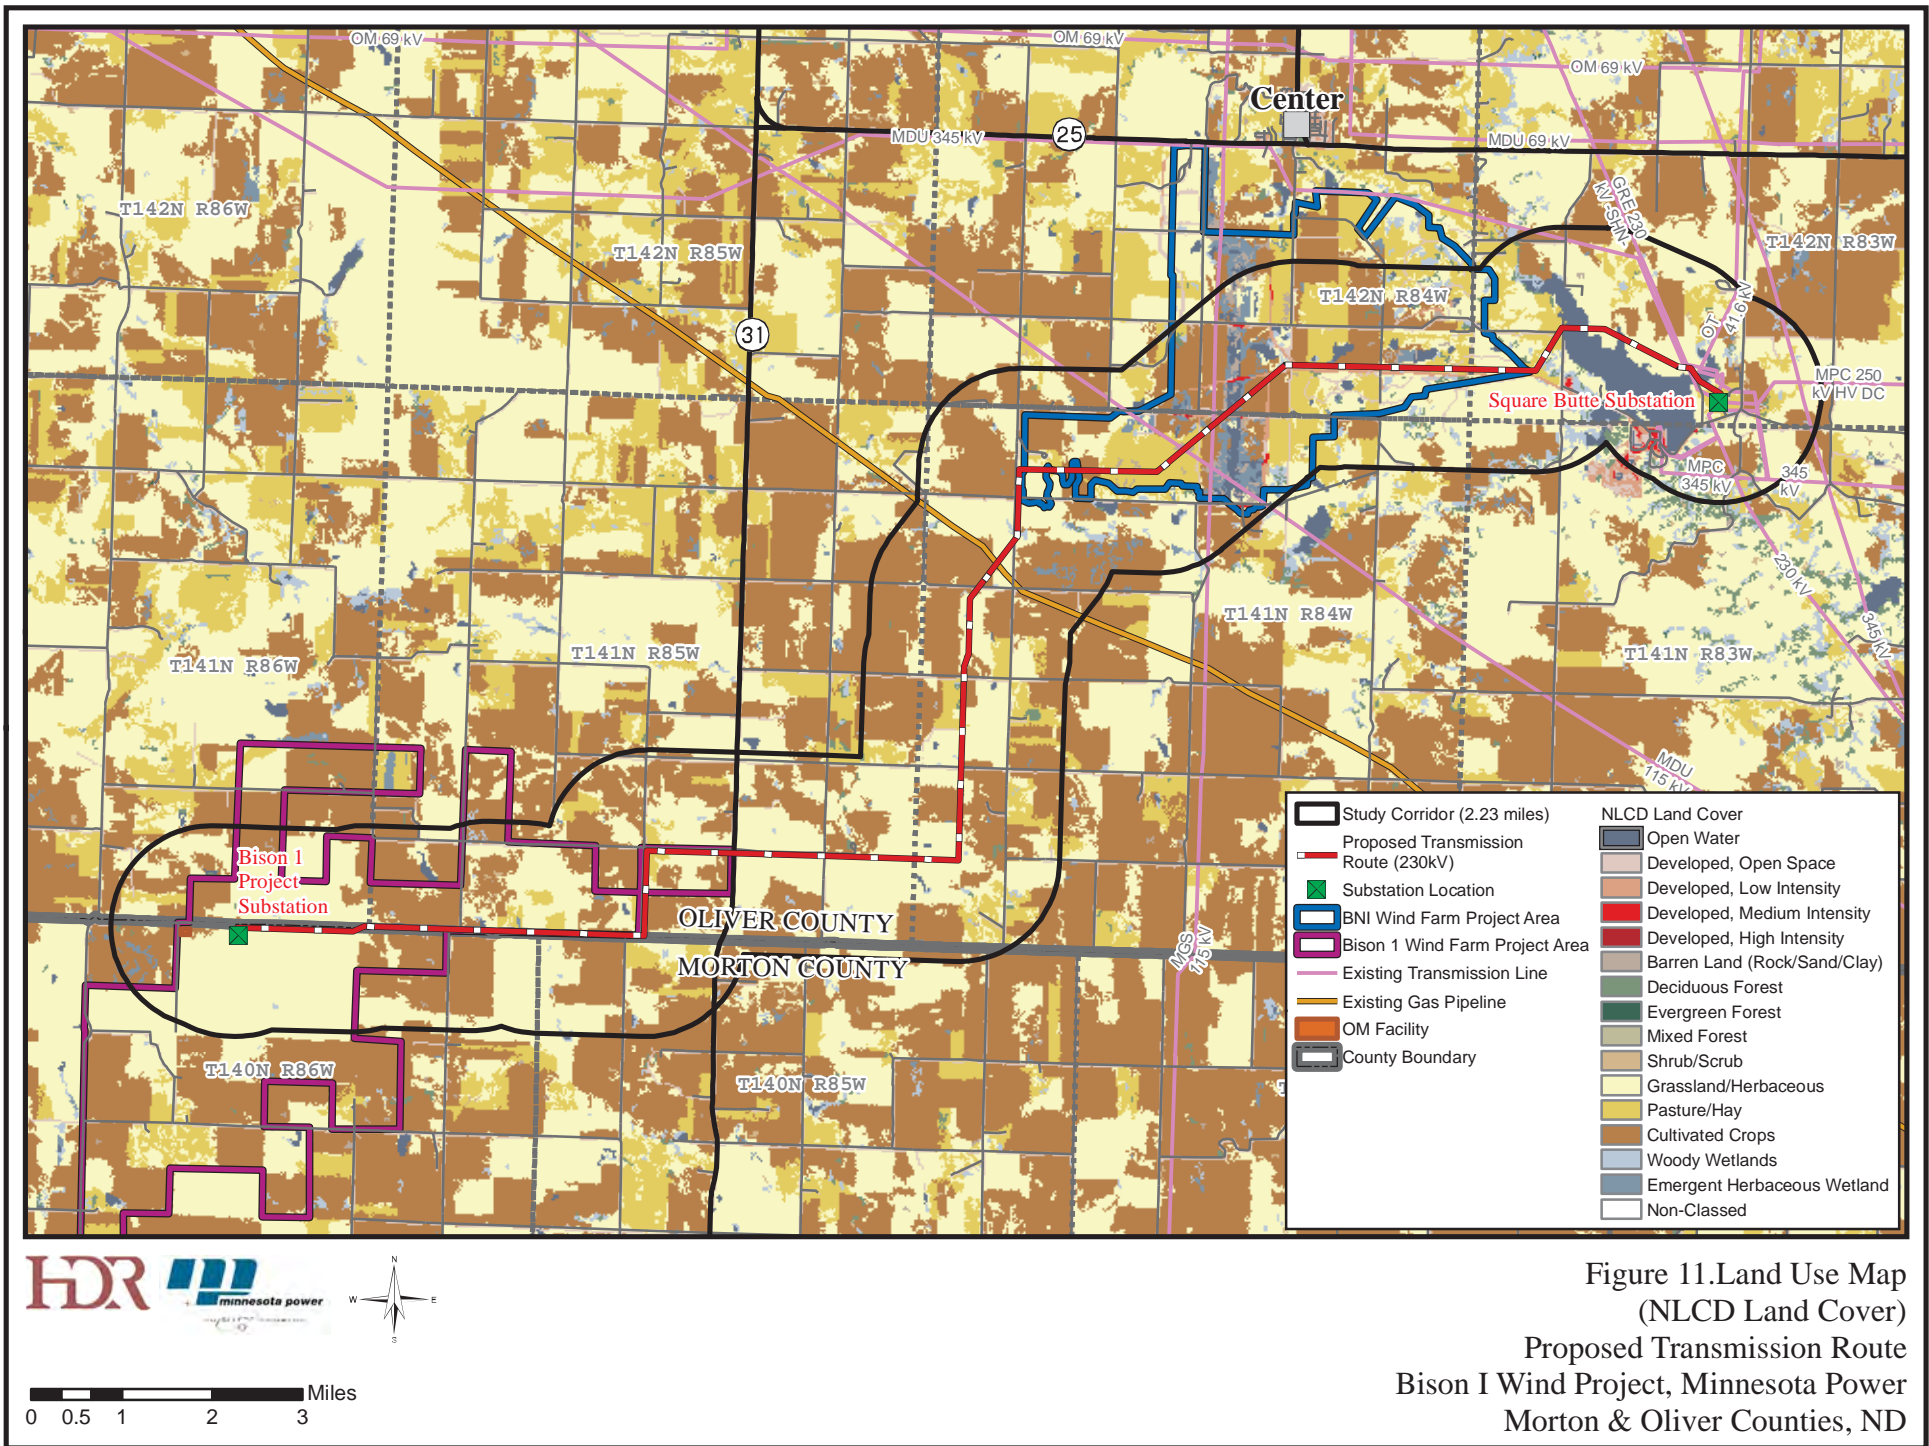 OM 69 kV
OM 69 kV
OM 69 kV
Center
MDU 345 kV
25
MDU 69 kV
T142N R86W
T142N R85W
GRE 230
kV -SHN-
T142N R83W
T142N R84W
31
OT
41.6 kV
MPC 250
kV HV DC
Square Butte Substation
MPC
345 kV
345
kV
230 kV
T141N R84W
345 kV
T141N R86W
T141N R85W
T141N R83W
MDU
115 kV
Bison 1
Project
Substation
OLIVER COUNTY
MORTON COUNTY
MGS
115 kV
T140N R86W
T140N R85W
Study Corridor (2.23 miles)
Proposed Transmission
Route (230kV)
Substation Location
BNI Wind Farm Project Area
Bison 1 Wind Farm Project Area
Existing Transmission Line
Existing Gas Pipeline
OM Facility
County Boundary
NLCD Land Cover
Open Water
Developed, Open Space
Developed, Low Intensity
Developed, Medium Intensity
Developed, High Intensity
Barren Land (Rock/Sand/Clay)
Deciduous Forest
Evergreen Forest
Mixed Forest
Shrub/Scrub
Grassland/Herbaceous
Pasture/Hay
Cultivated Crops
Woody Wetlands
Emergent Herbaceous Wetland
Non-Classed
HDR
minnesota power
N
W E
S
Miles
0 0.5 1 2 3
Figure 11.Land Use Map
(NLCD Land Cover)
Proposed Transmission Route
Bison I Wind Project, Minnesota Power
Morton & Oliver Counties, ND